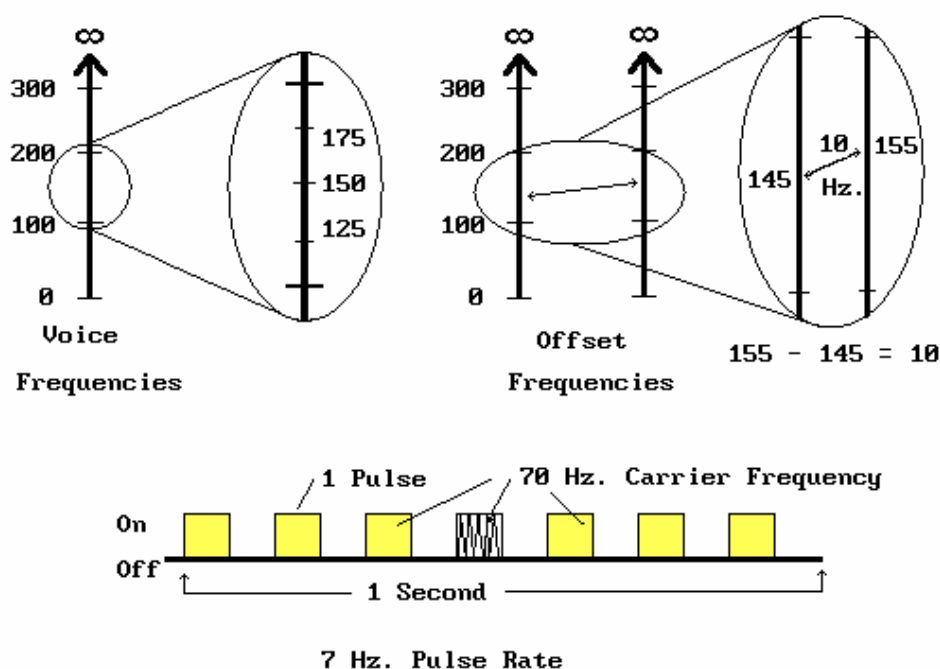 ∞
300
200
100
0
Voice
Frequencies
175
150
125
∞ ∞
300
200
100
0
Offset
Frequencies
145
10
Hz.
155
155 - 145 = 10
1 Pulse
70 Hz. Carrier Frequency
On
Off
1 Second
7 Hz. Pulse Rate